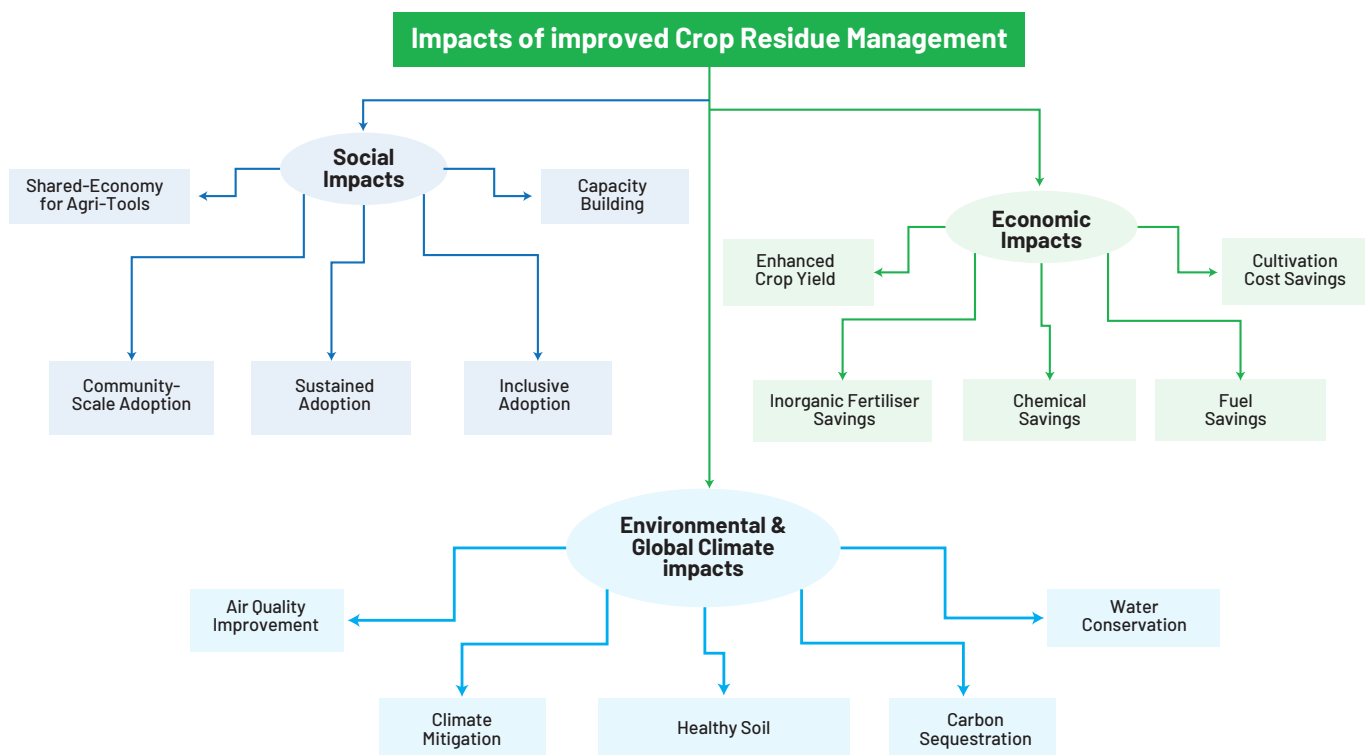 Impacts of improved Crop Residue Management
Social
Impacts
Shared-Economy
for Agri-Tools
Capacity
Building
Community-
Scale Adoption
Sustained
Adoption
Inclusive
Adoption
Economic
Impacts
Enhanced
Crop Yield
Cultivation
Cost Savings
Inorganic Fertiliser
Savings
Chemical
Savings
Fuel
Savings
Environmental &
Global Climate
impacts
Air Quality
Improvement
Water
Conservation
Climate
Mitigation
Healthy Soil
Carbon
Sequestration